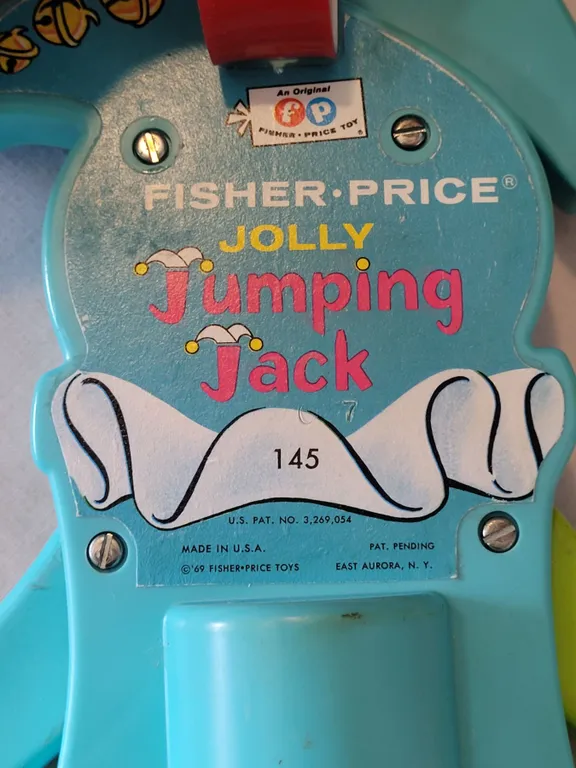 An Original
fp
FISHER·PRICE TOY ®
FISHER·PRICE®
JOLLY
Jumping
Jack
145
U.S. PAT. NO. 3,269,054
MADE IN U.S.A. PAT. PENDING
©'69 FISHER·PRICE TOYS EAST AURORA, N. Y.